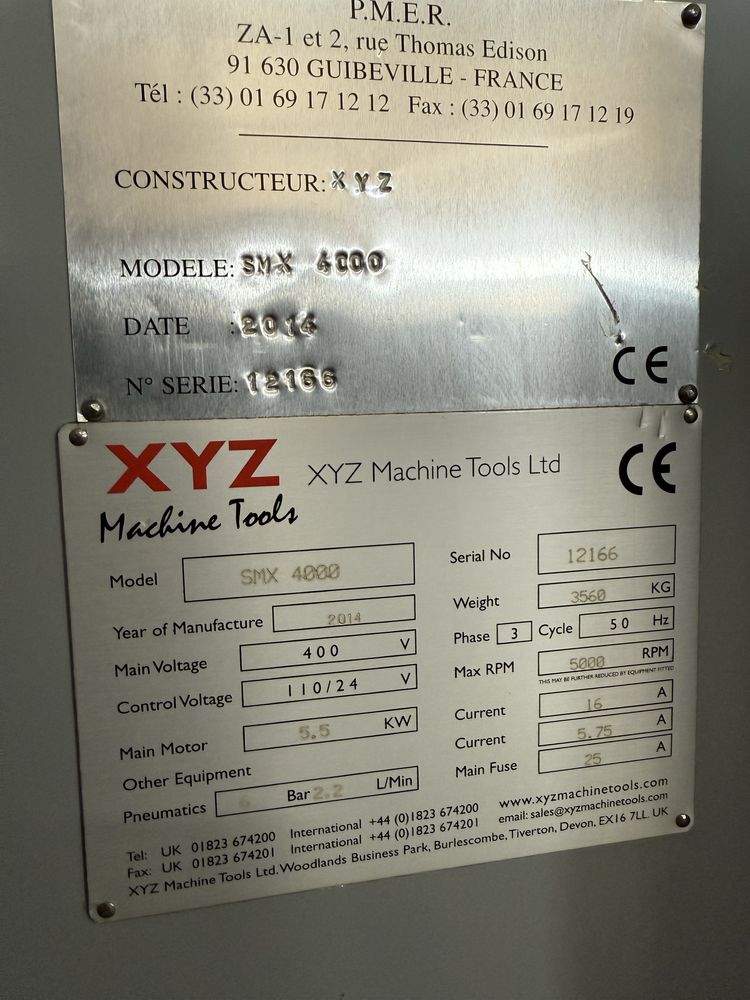 P.M.E.R.
ZA-1 et 2, rue Thomas Edison
91 630 GUIBEVILLE - FRANCE
Tél : (33) 01 69 17 12 12 Fax : (33) 01 69 17 12 19
CONSTRUCTEUR: XYZ
MODELE: SMX 4000
DATE : 2014
N° SERIE: 12166
CE
XYZ XYZ Machine Tools Ltd CE
Machine Tools
Model SMX 4000
Serial No 12166
Year of Manufacture 2014
Weight 3560 KG
Main Voltage 400 V
Phase 3 Cycle 50 Hz
Control Voltage 110/24 V
Max RPM 5000 RPM
THIS MAY BE FURTHER REDUCED BY EQUIPMENT FITTED
Main Motor 5.5 KW
Current 16 A
Other Equipment
Current 5.75 A
Pneumatics 6 Bar 2.2 L/Min
Main Fuse 25 A
Tel: UK 01823 674200 International +44 (0)1823 674200 www.xyzmachinetools.com
Fax: UK 01823 674201 International +44 (0)1823 674201 email: sales@xyzmachinetools.com
XYZ Machine Tools Ltd. Woodlands Business Park, Burlescombe, Tiverton, Devon. EX16 7LL. UK